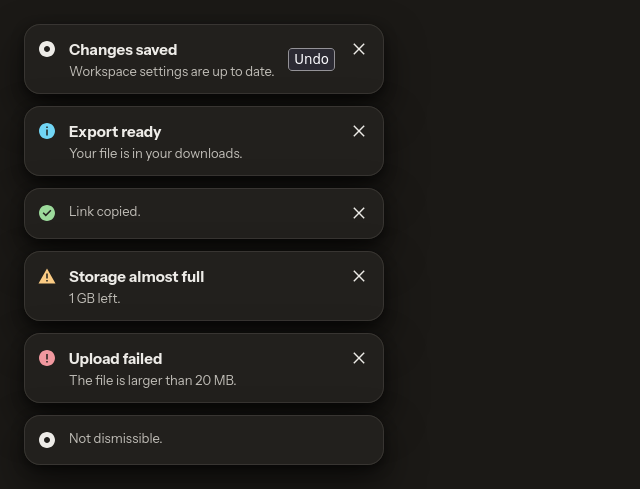 Changes saved
Workspace settings are up to date.
Undo
Export ready
Your file is in your downloads.
Link copied.
Storage almost full
1 GB left.
Upload failed
The file is larger than 20 MB.
Not dismissible.